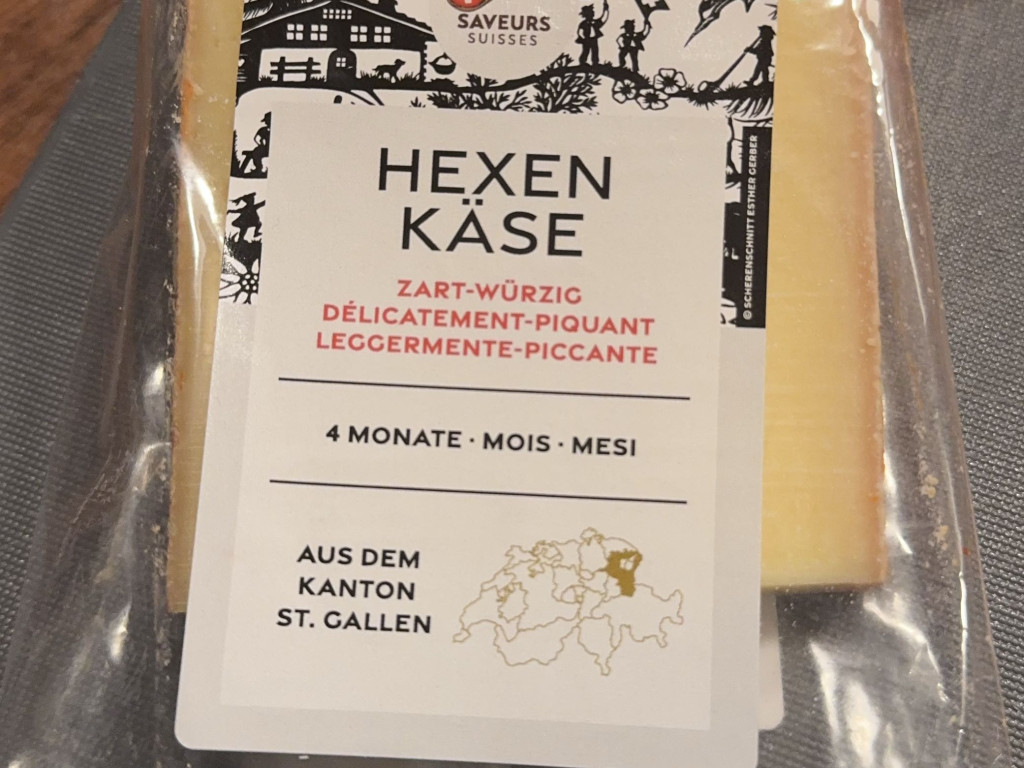 SAVEURS
SUISSES
© SCHERENSCHNITT ESTHER GERBER
HEXEN
KÄSE
ZART-WÜRZIG
DÉLICATEMENT-PIQUANT
LEGGERMENTE-PICCANTE
4 MONATE · MOIS · MESI
AUS DEM
KANTON
ST. GALLEN